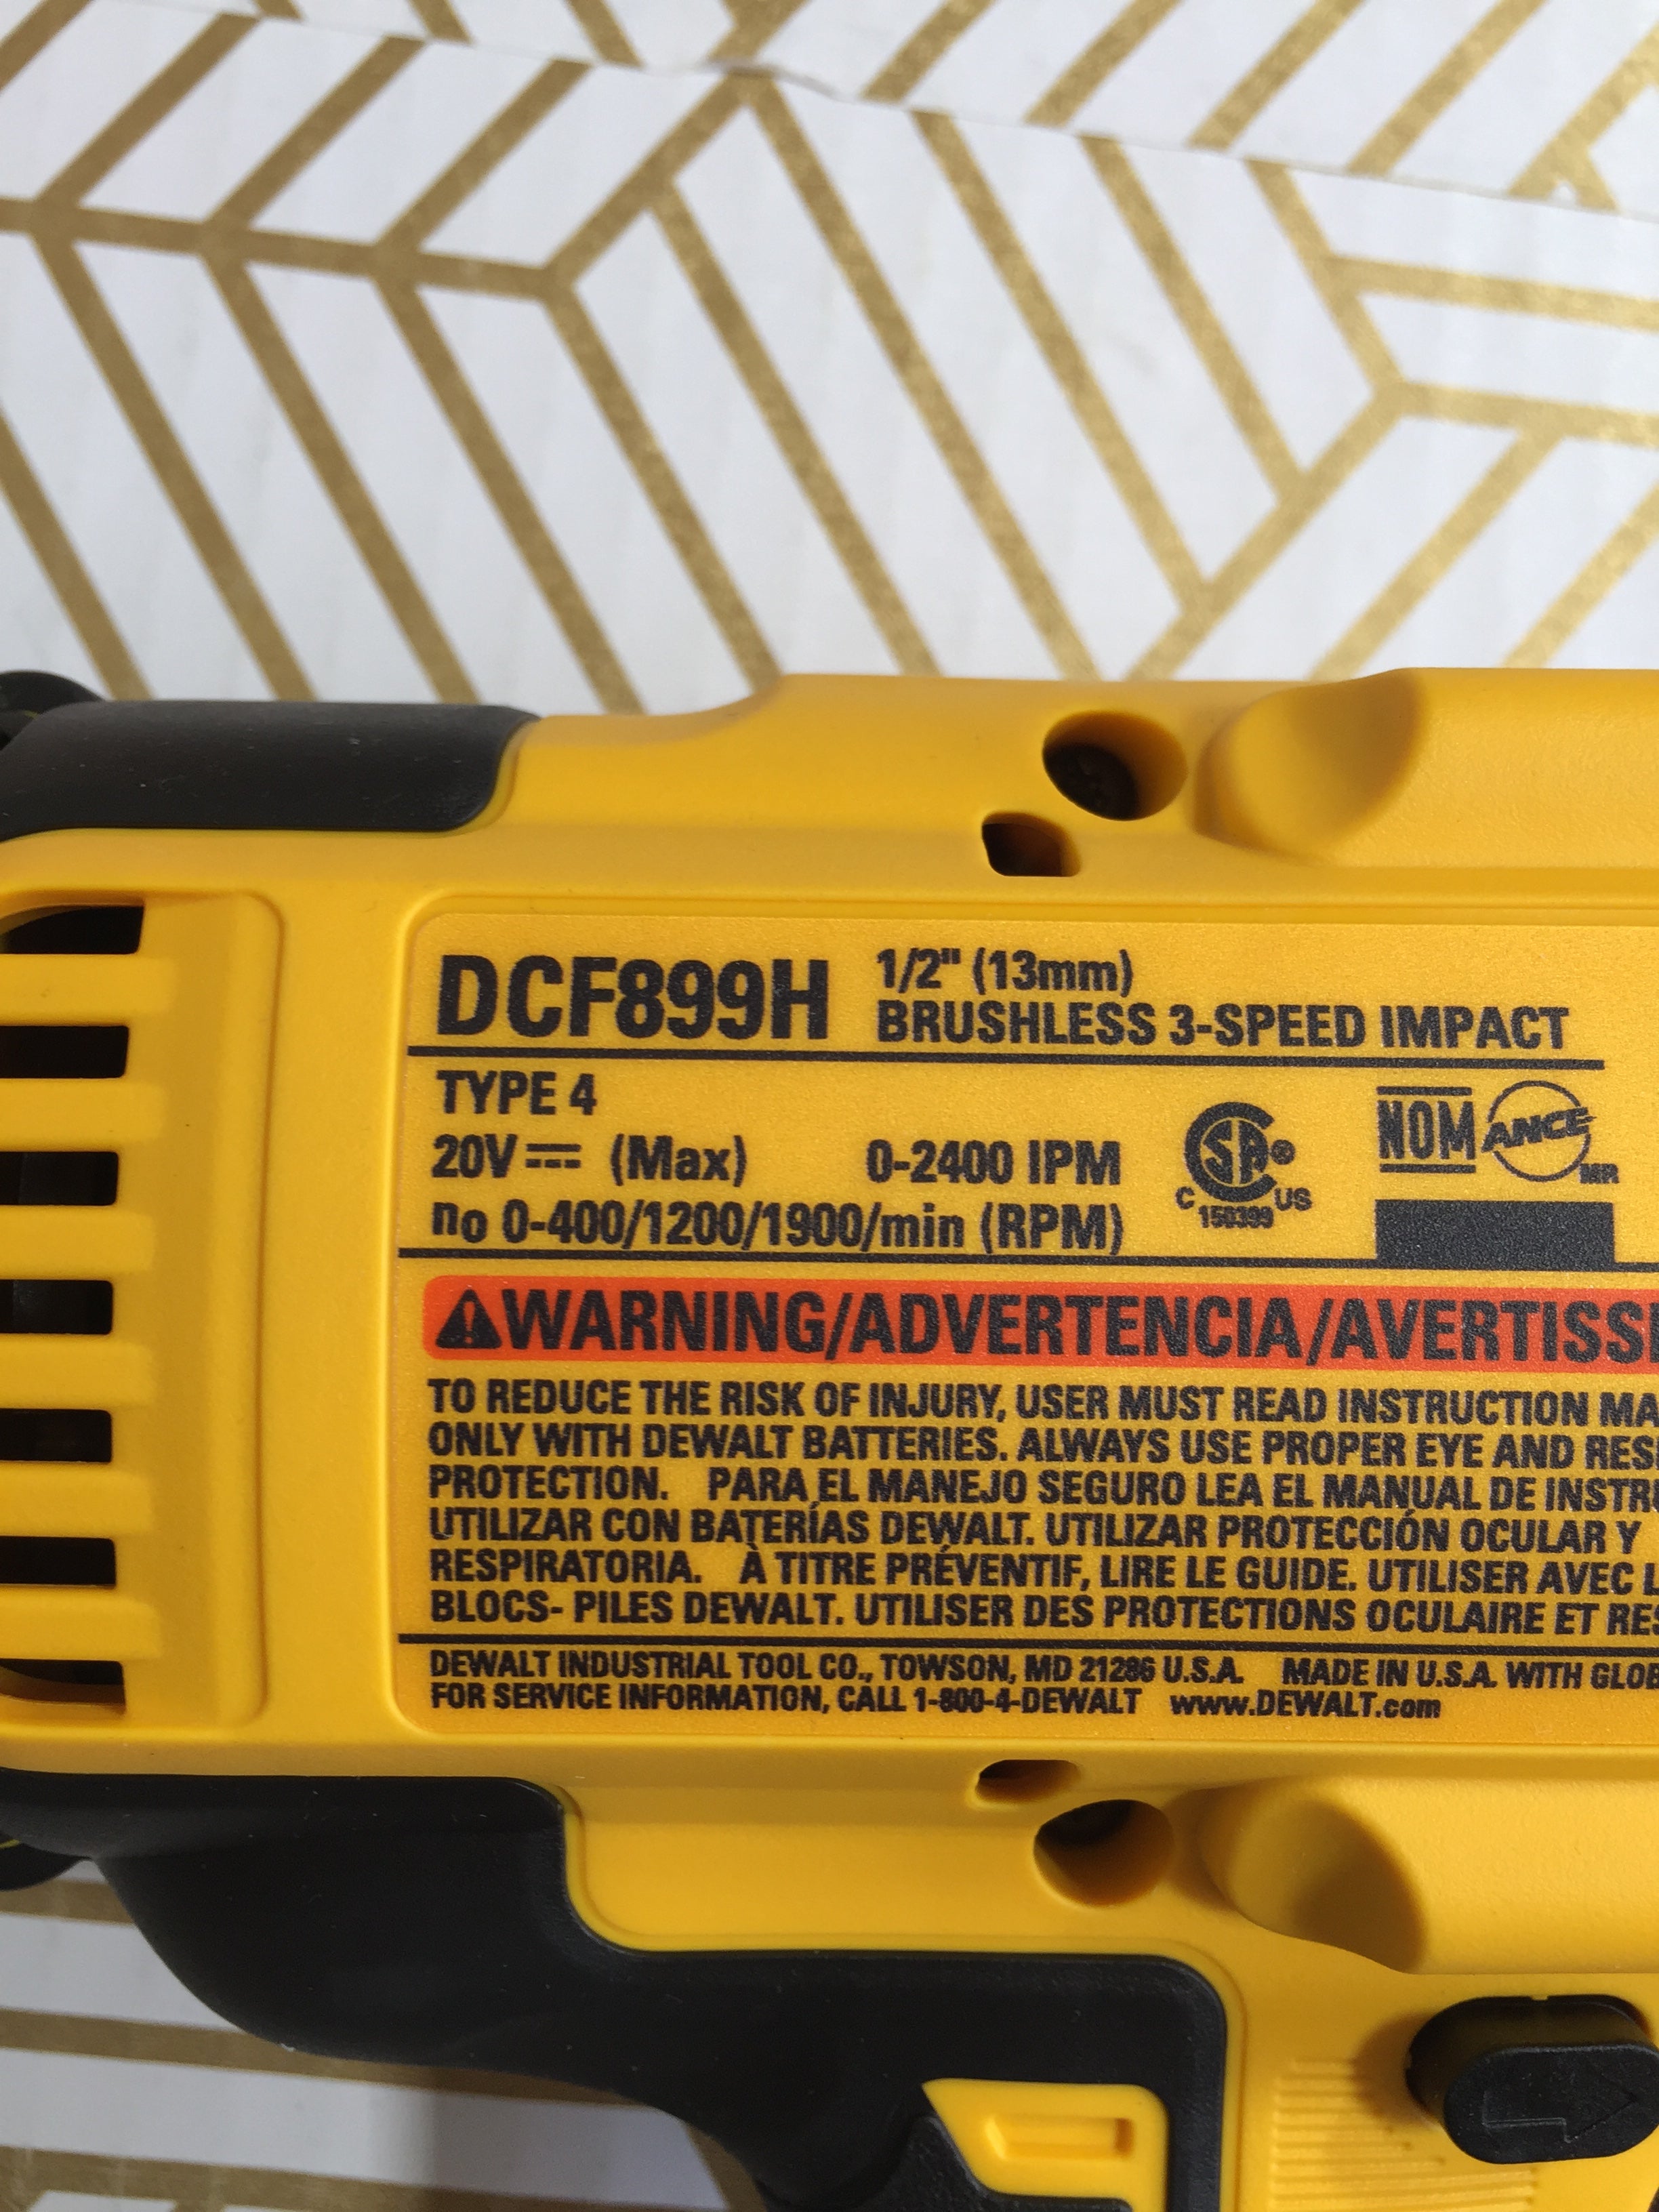 DCF899H 1/2" (13mm)
BRUSHLESS 3-SPEED IMPACT
TYPE 4
20V (Max) 0-2400 IPM
no 0-400/1200/1900/min (RPM)
CSA®
C US
150399
NOM ANCE MR
WARNING/ADVERTENCIA/AVERTISSE
TO REDUCE THE RISK OF INJURY, USER MUST READ INSTRUCTION MA
ONLY WITH DEWALT BATTERIES. ALWAYS USE PROPER EYE AND RES
PROTECTION. PARA EL MANEJO SEGURO LEA EL MANUAL DE INSTRU
UTILIZAR CON BATERÍAS DEWALT. UTILIZAR PROTECCIÓN OCULAR Y
RESPIRATORIA. À TITRE PRÉVENTIF, LIRE LE GUIDE. UTILISER AVEC L
BLOCS- PILES DEWALT. UTILISER DES PROTECTIONS OCULAIRE ET RES
DEWALT INDUSTRIAL TOOL CO., TOWSON, MD 21286 U.S.A. MADE IN U.S.A. WITH GLOB
FOR SERVICE INFORMATION, CALL 1-800-4-DEWALT www.DEWALT.com